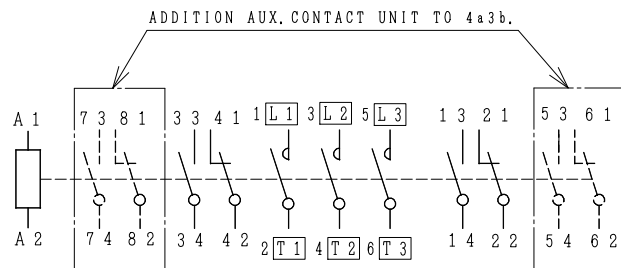 ADDITION AUX. CONTACT UNIT TO 4a3b.
1 L1 3 L2 5 L3
A1 73 81 33 41 13 21 53 61
A2 74 82 34 42 14 22 54 62
2 T1 4 T2 6 T3